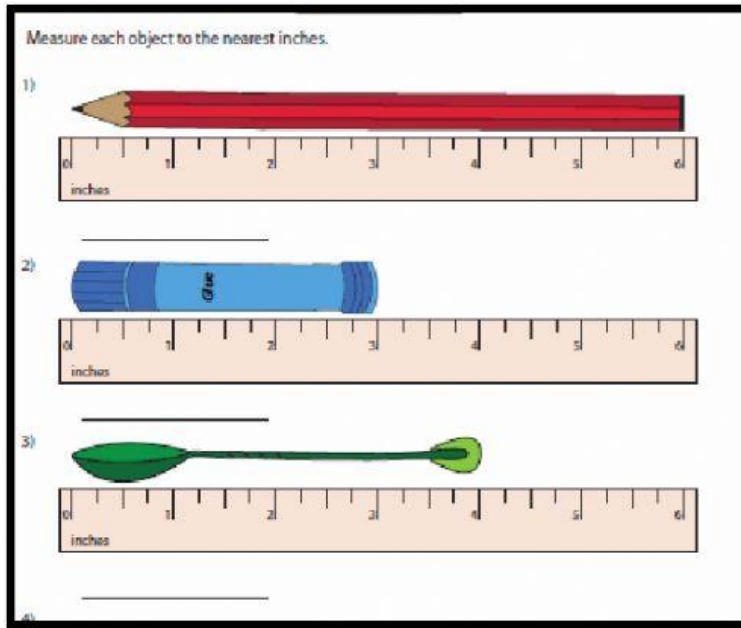 Measure each object to the nearest inches.
1)
0 1 2 3 4 5 6
inches
2)
Glue
0 1 2 3 4 5 6
inches
3)
0 1 2 3 4 5 6
inches
4)